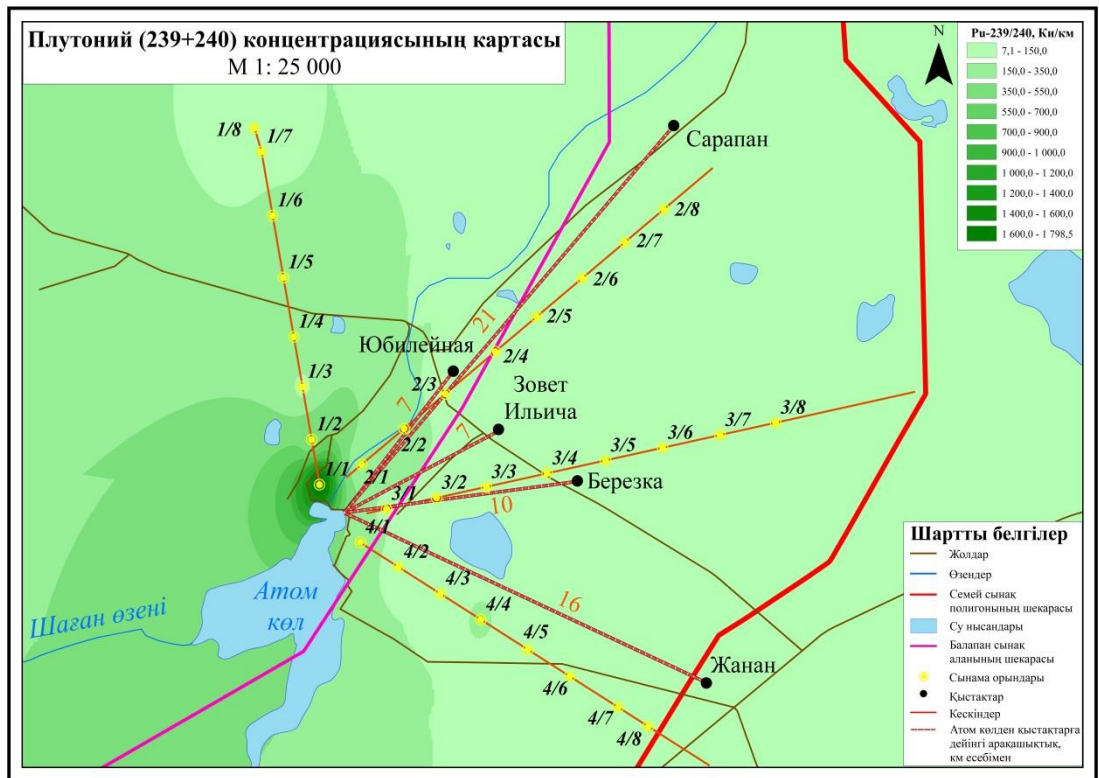 Плутоний (239+240) концентрациясының картасы
М 1: 25 000
N
Pu-239/240, Ки/км
7,1 - 150,0
150,0 - 350,0
350,0 - 550,0
550,0 - 700,0
700,0 - 900,0
900,0 - 1 000,0
1 000,0 - 1 200,0
1 200,0 - 1 400,0
1 400,0 - 1 600,0
1 600,0 - 1 798,5
1/8
1/7
1/6
1/5
1/4
1/3
1/2
1/1
Сарапан
2/8
2/7
2/6
2/5
2/4
2/3
2/2
2/1
21
Юбилейная
7
Зовет
Ильича
7
3/8
3/7
3/6
3/5
3/4
3/3
3/2
3/1
Березка
10
4/1
4/2
4/3
4/4
4/5
4/6
4/7
4/8
16
Жанан
Шаған өзені
Атом
көл
Шартты белгілер
Жолдар
Өзендер
Семей сынақ
полигонының шекарасы
Су нысандары
Балапан сынақ
аланының шекарасы
Сынама орындары
Қыстақтар
Кескіндер
Атом көлден қыстақтарға
дейінгі арақашықтық,
км есебімен